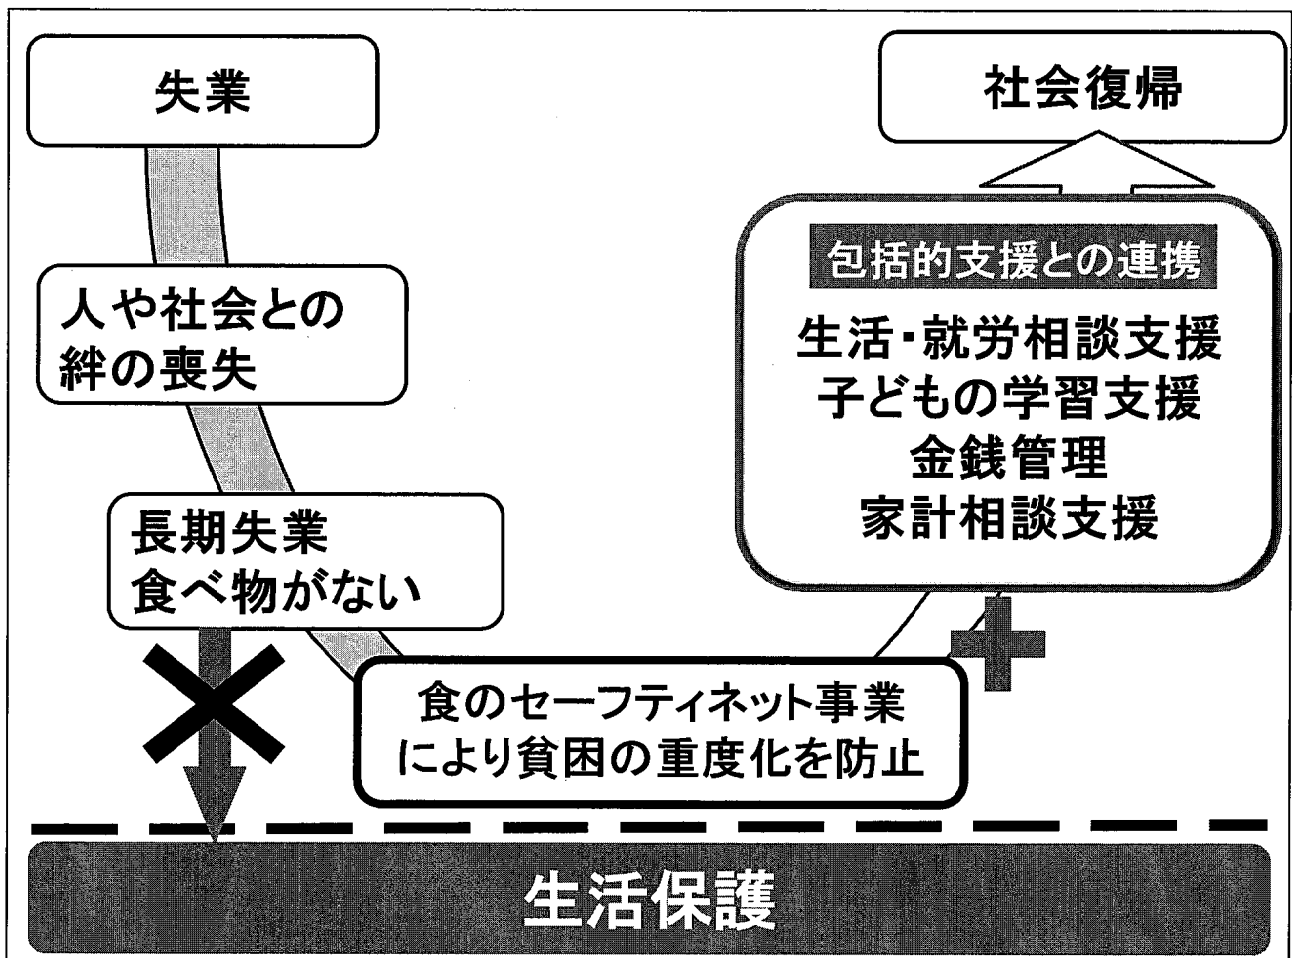 失業
人や社会との
絆の喪失
長期失業
食べ物がない
食のセーフティネット事業
により貧困の重度化を防止
社会復帰
包括的支援との連携
生活・就労相談支援
子どもの学習支援
金銭管理
家計相談支援
生活保護